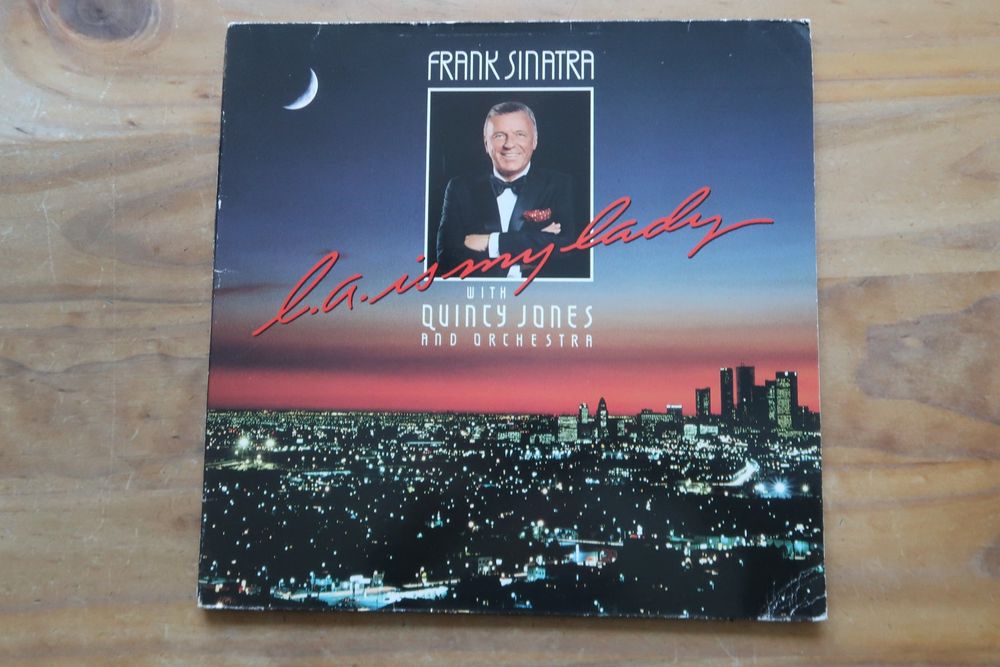 FRANK SINATRA
L.A. is my lady
WITH
QUINCY JONES
AND ORCHESTRA